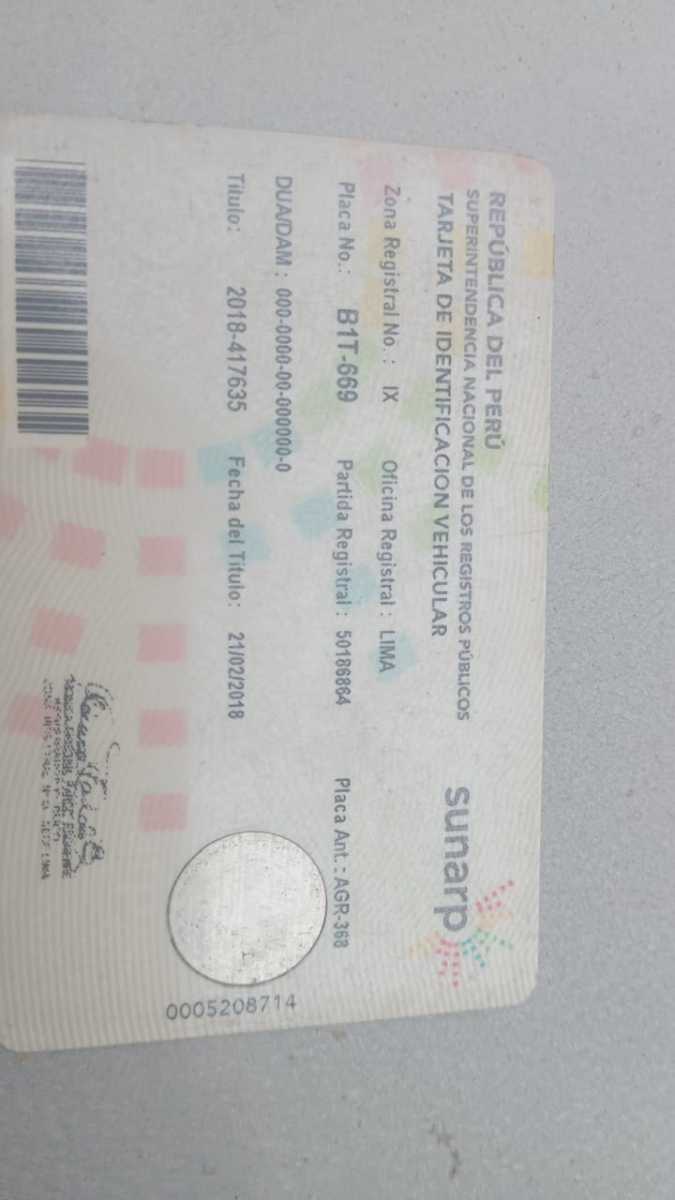 REPÚBLICA DEL PERÚ
SUPERINTENDENCIA NACIONAL DE LOS REGISTROS PÚBLICOS
TARJETA DE IDENTIFICACION VEHICULAR
sunarp
Zona Registral No. : IX Oficina Registral : LIMA
Placa No.: B1T-669 Partida Registral : 50186864 Placa Ant.: AGR-368
DUA/DAM : 000-0000-00-000000-0
Titulo: 2018-417635 Fecha del Titulo: 21/02/2018
0005208714